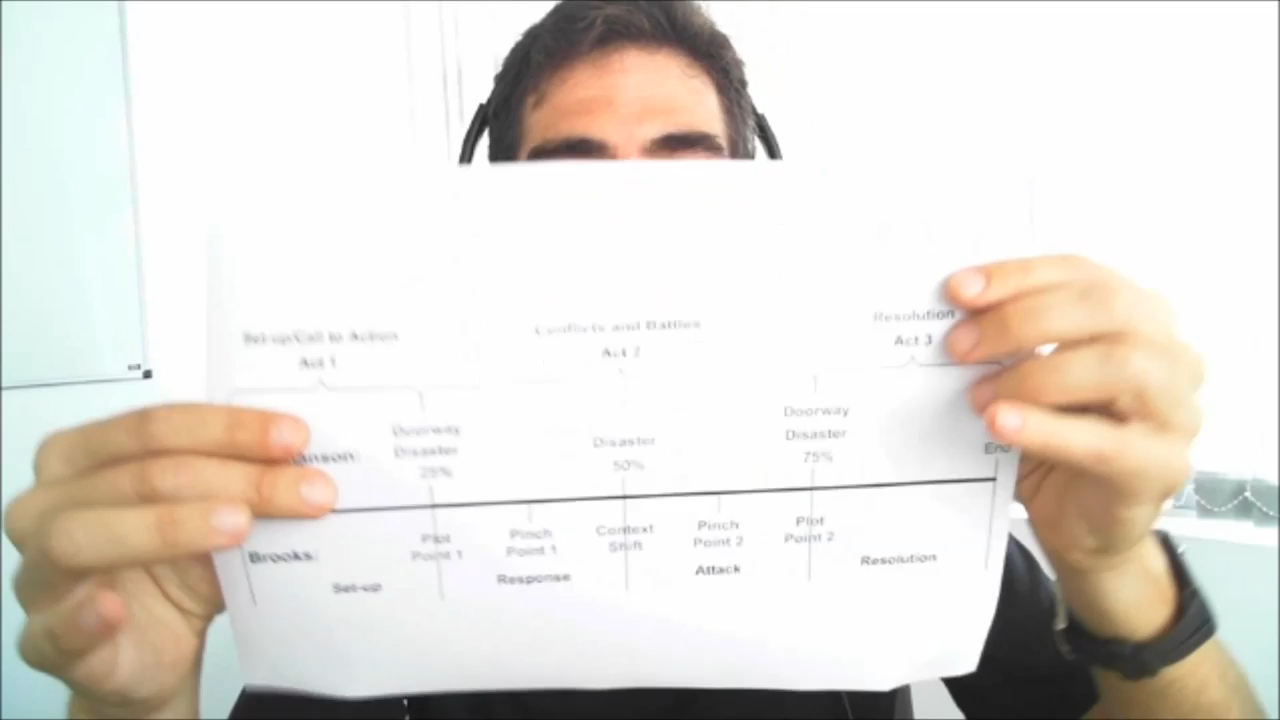 Set-up/Call to Action
Act 1
Conflicts and Battles
Act 2
Resolution
Act 3
Doorway
Disaster
25%
Disaster
50%
Doorway
Disaster
75%
End
Brooks:
Plot
Point 1
Pinch
Point 1
Context
Shift
Pinch
Point 2
Plot
Point 2
Set-up
Response
Attack
Resolution